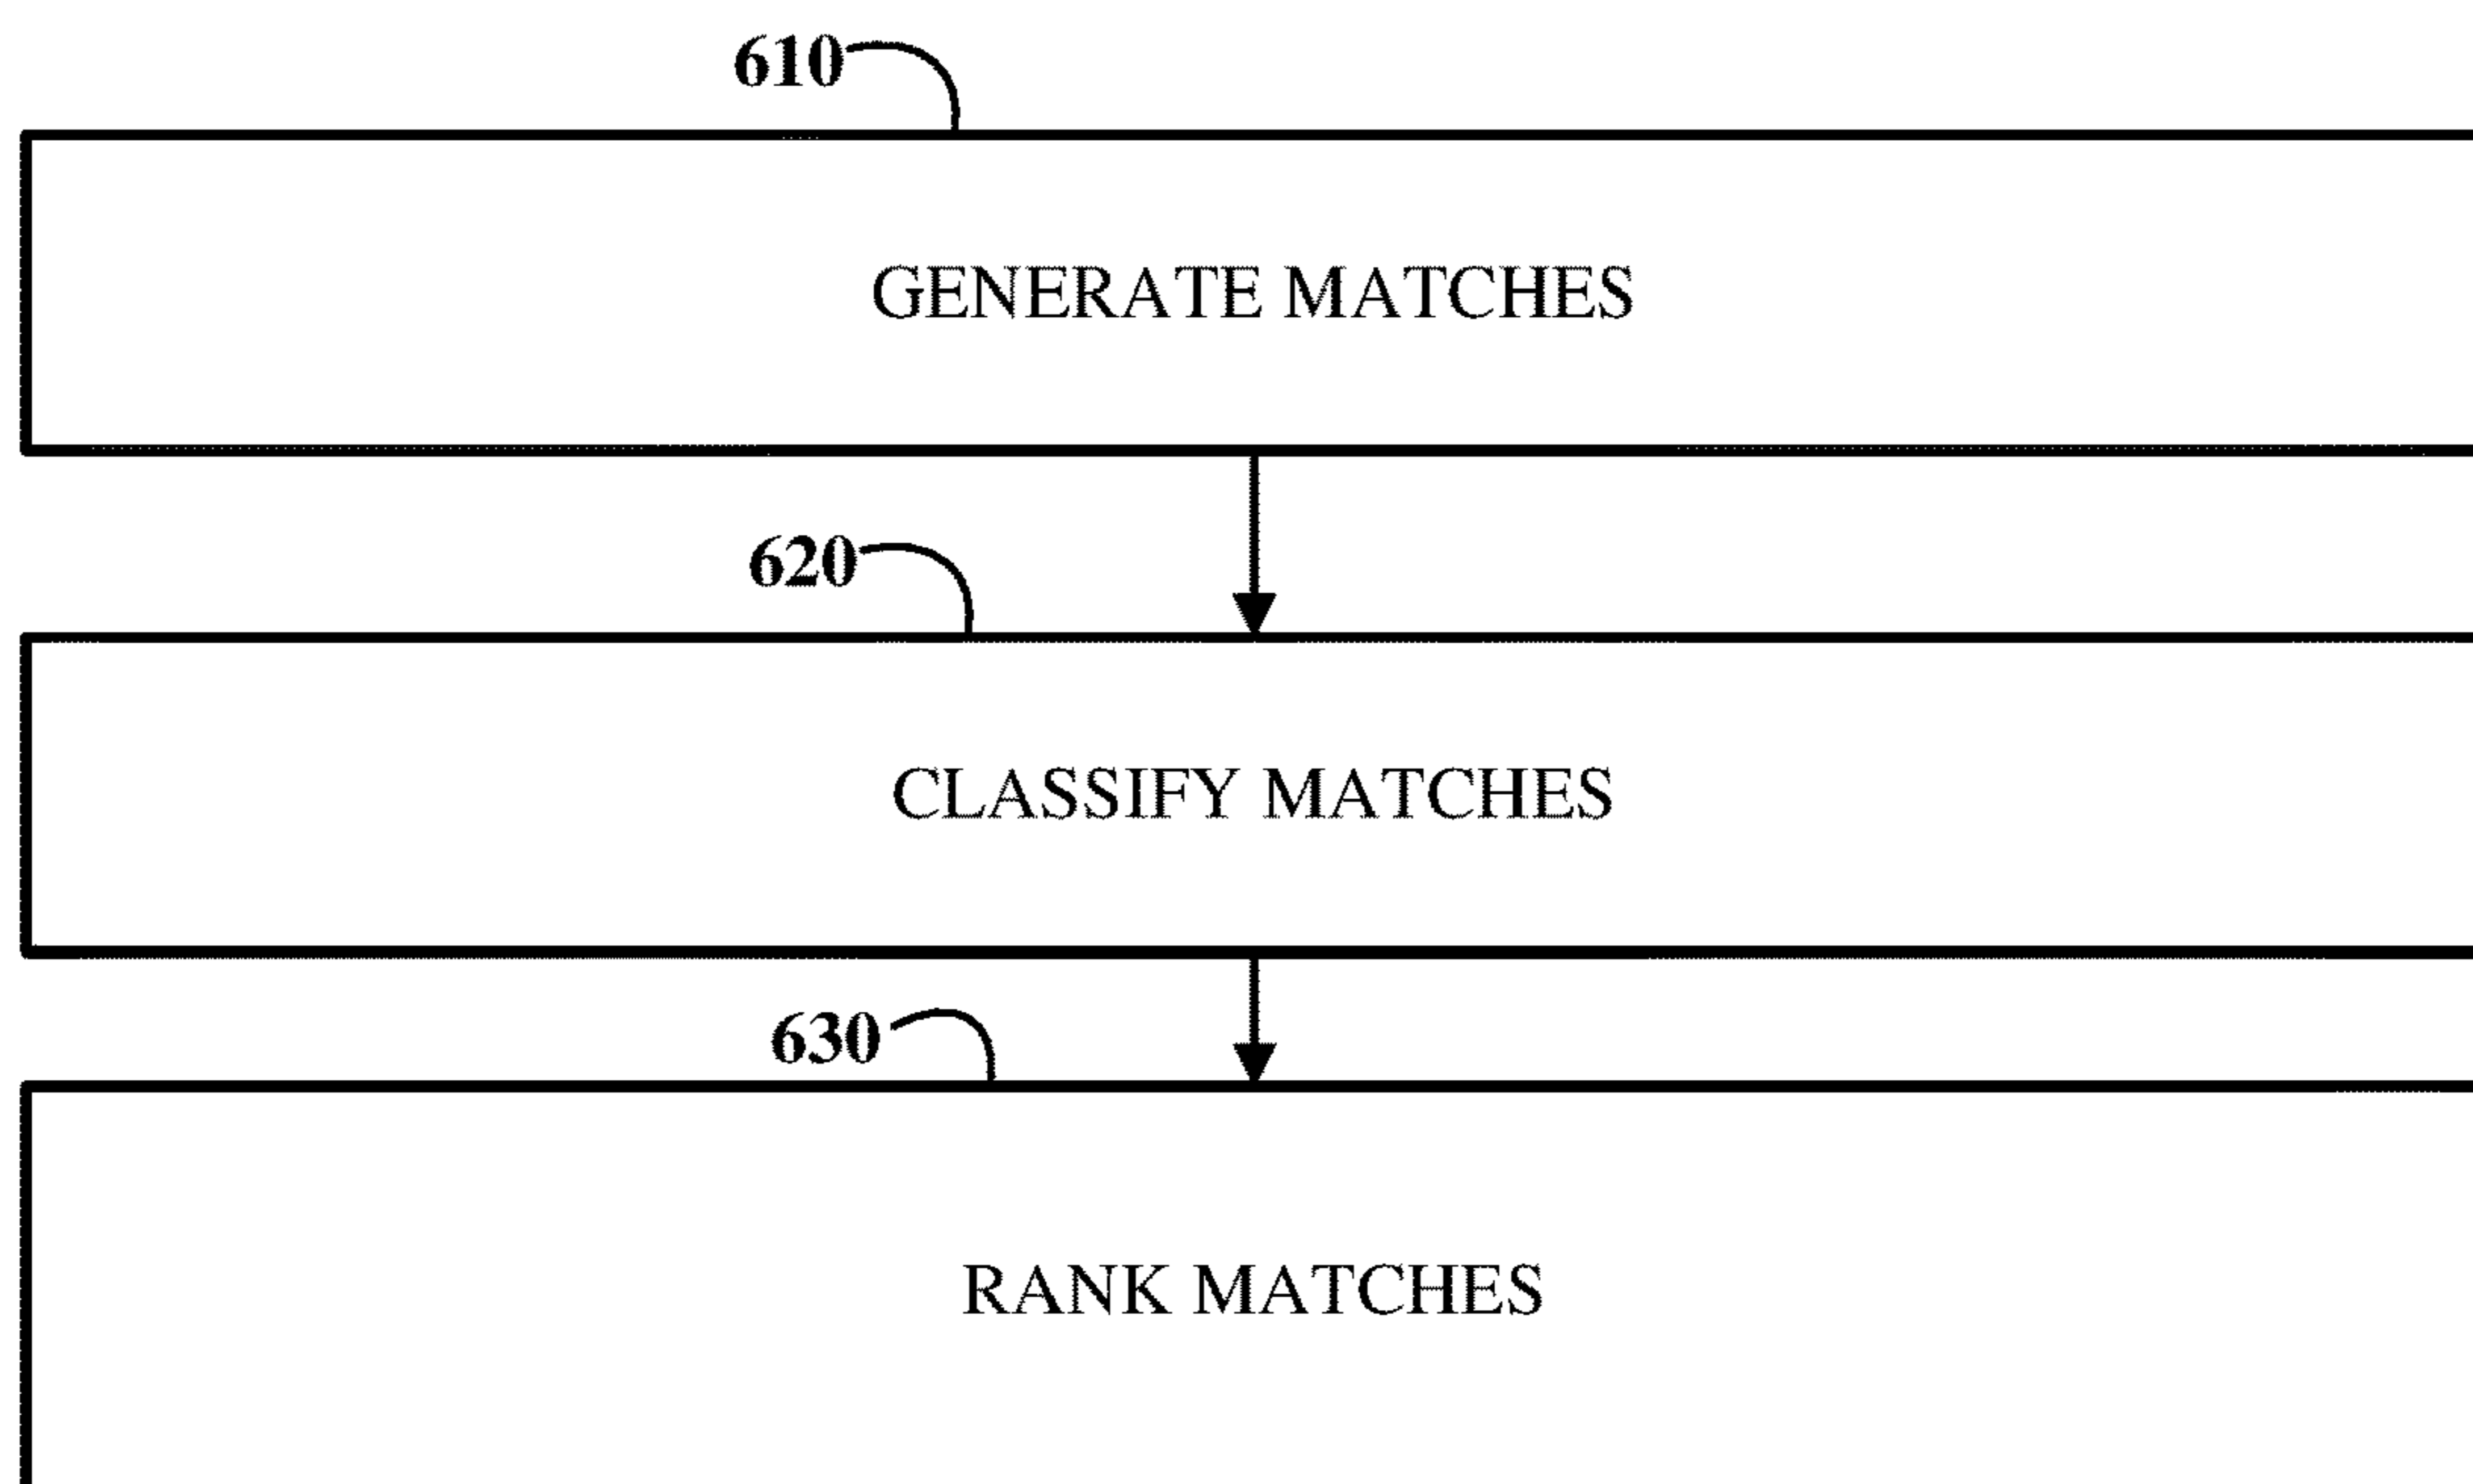 610
GENERATE MATCHES
620
CLASSIFY MATCHES
630
RANK MATCHES